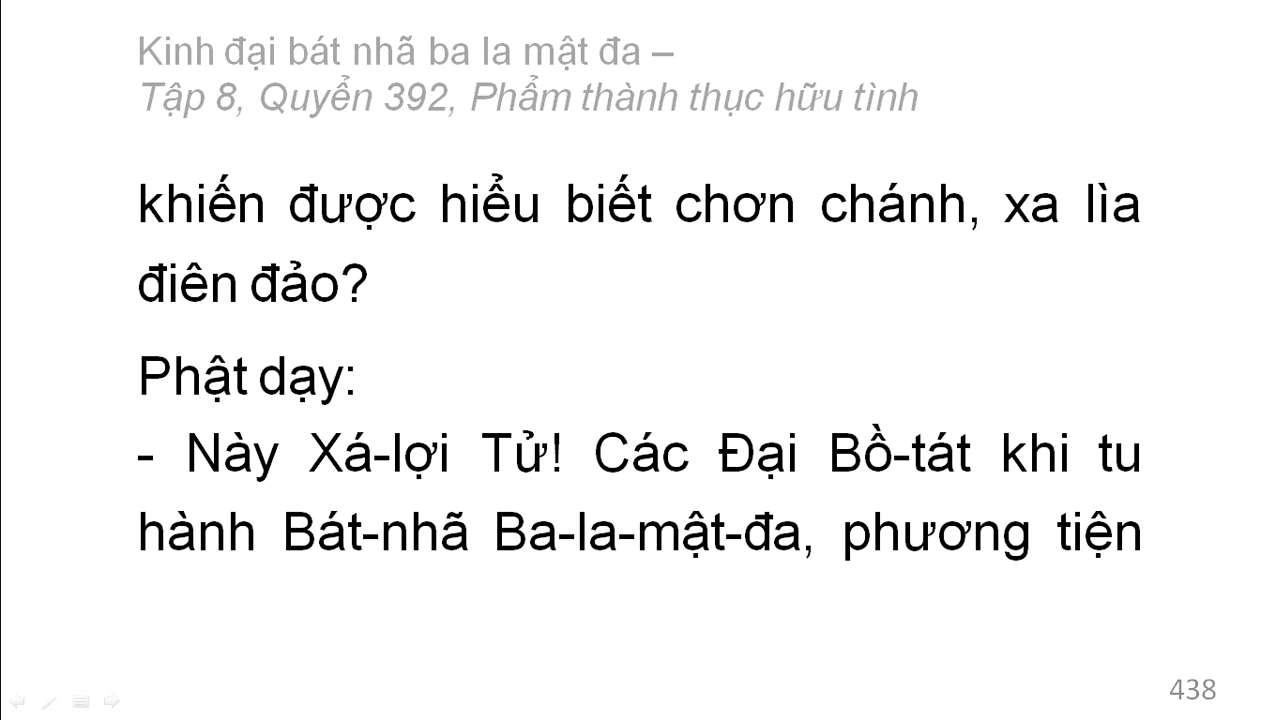 Kinh đại bát nhã ba la mật đa –
Tập 8, Quyển 392, Phẩm thành thục hữu tình
khiến được hiểu biết chơn chánh, xa lìa
điên đảo?
Phật dạy:
- Này Xá-lợi Tử! Các Đại Bồ-tát khi tu
hành Bát-nhã Ba-la-mật-đa, phương tiện
438